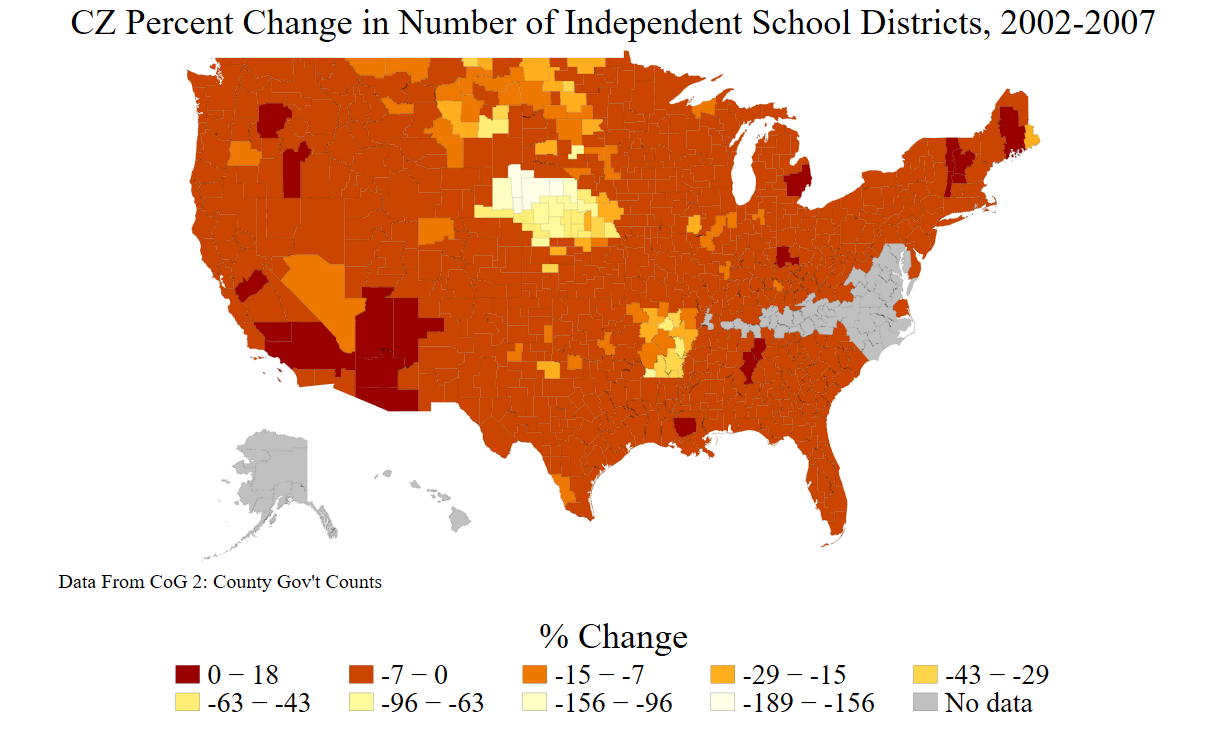 CZ Percent Change in Number of Independent School Districts, 2002-2007
Data From CoG 2: County Gov't Counts
% Change
0 − 18 -7 − 0 -15 − -7 -29 − -15 -43 − -29
-63 − -43 -96 − -63 -156 − -96 -189 − -156 No data